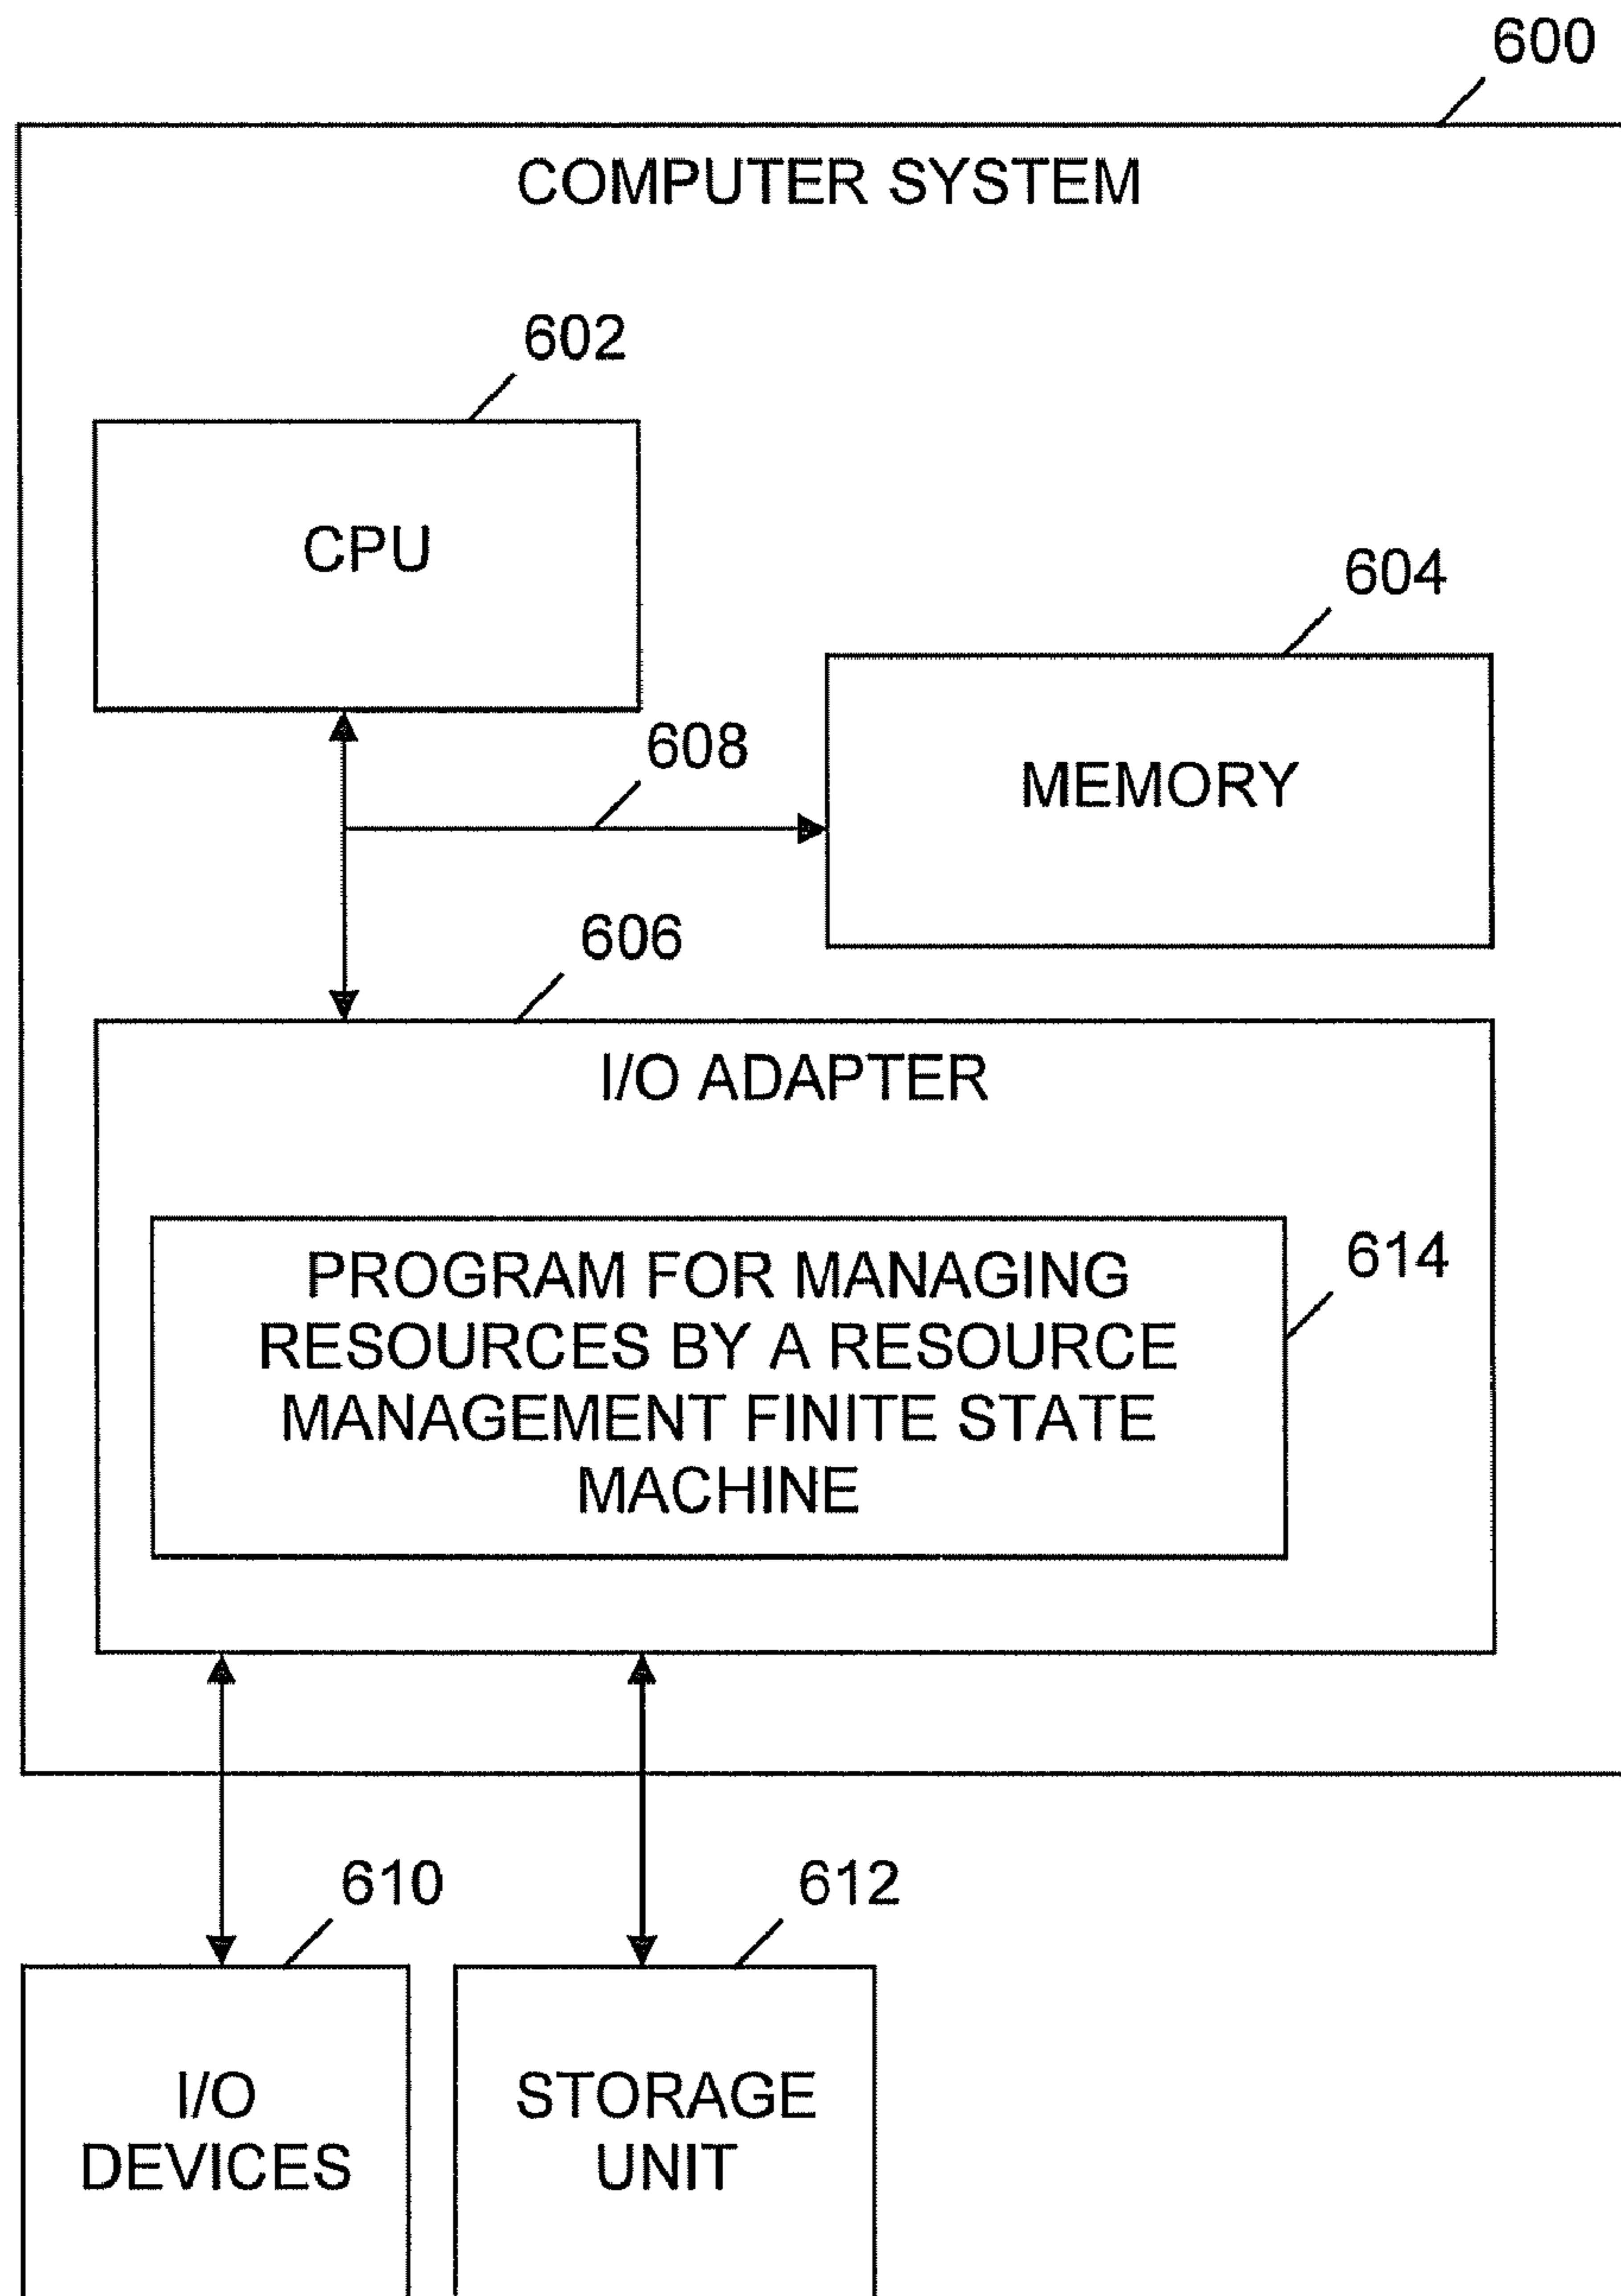 600
COMPUTER SYSTEM
602
CPU
604
608
MEMORY
606
I/O ADAPTER
PROGRAM FOR MANAGING
RESOURCES BY A RESOURCE
MANAGEMENT FINITE STATE
MACHINE
614
610
612
I/O
DEVICES
STORAGE
UNIT